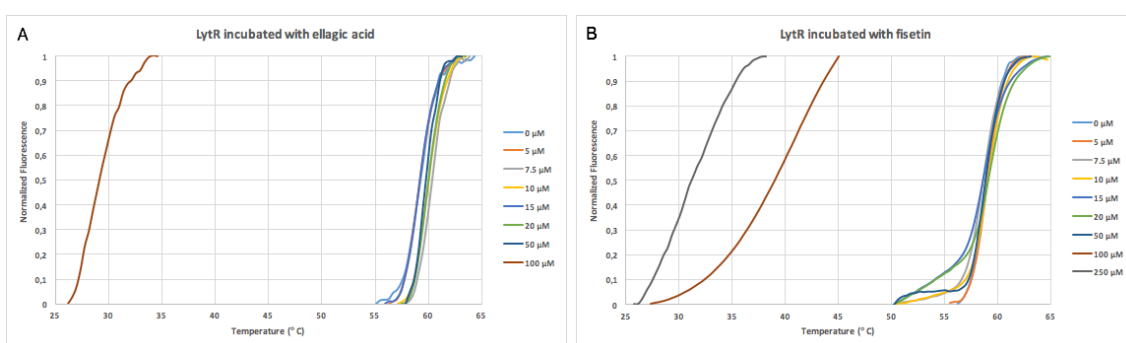 A
LytR incubated with ellagic acid
Normalized Fluorescence
1
0,9
0,8
0,7
0,6
0,5
0,4
0,3
0,2
0,1
0
25 30 35 40 45 50 55 60 65
Temperature (° C)
0 µM
5 µM
7.5 µM
10 µM
15 µM
20 µM
50 µM
100 µM
B
LytR incubated with fisetin
Normalized Fluorescence
1
0,9
0,8
0,7
0,6
0,5
0,4
0,3
0,2
0,1
0
25 30 35 40 45 50 55 60 65
Temperature (° C)
0 µM
5 µM
7.5 µM
10 µM
15 µM
20 µM
50 µM
100 µM
250 µM